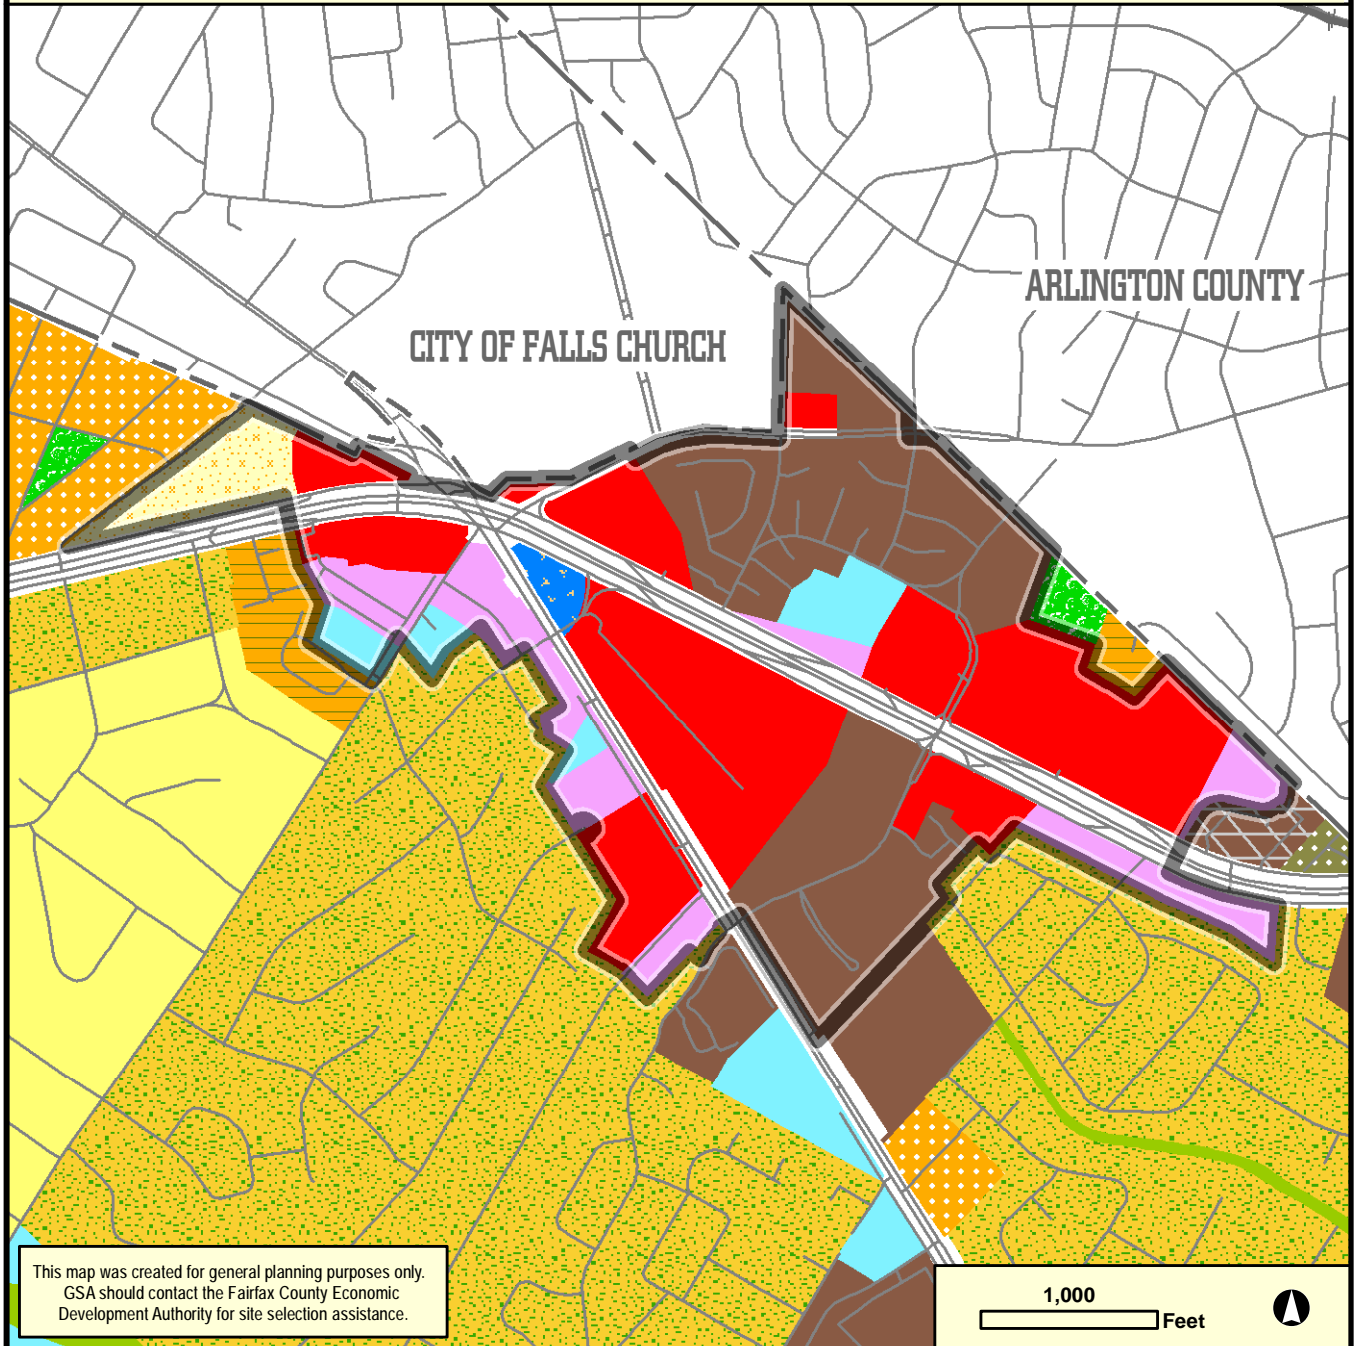 ARLINGTON COUNTY
CITY OF FALLS CHURCH
This map was created for general planning purposes only.
GSA should contact the Fairfax County Economic
Development Authority for site selection assistance.
1,000
Feet